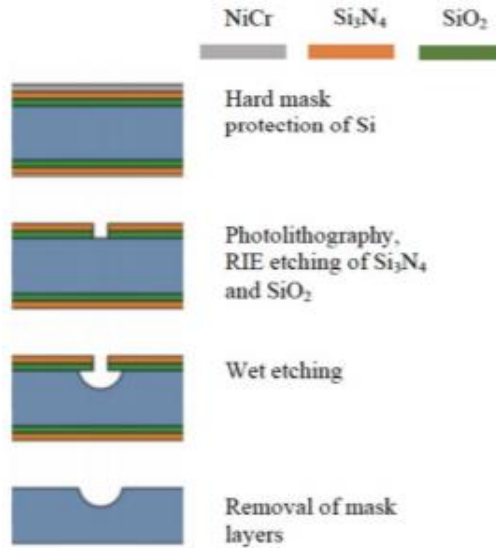 NiCr Si₃N₄ SiO₂
Hard mask
protection of Si
Photolithography,
RIE etching of Si₃N₄
and SiO₂
Wet etching
Removal of mask
layers